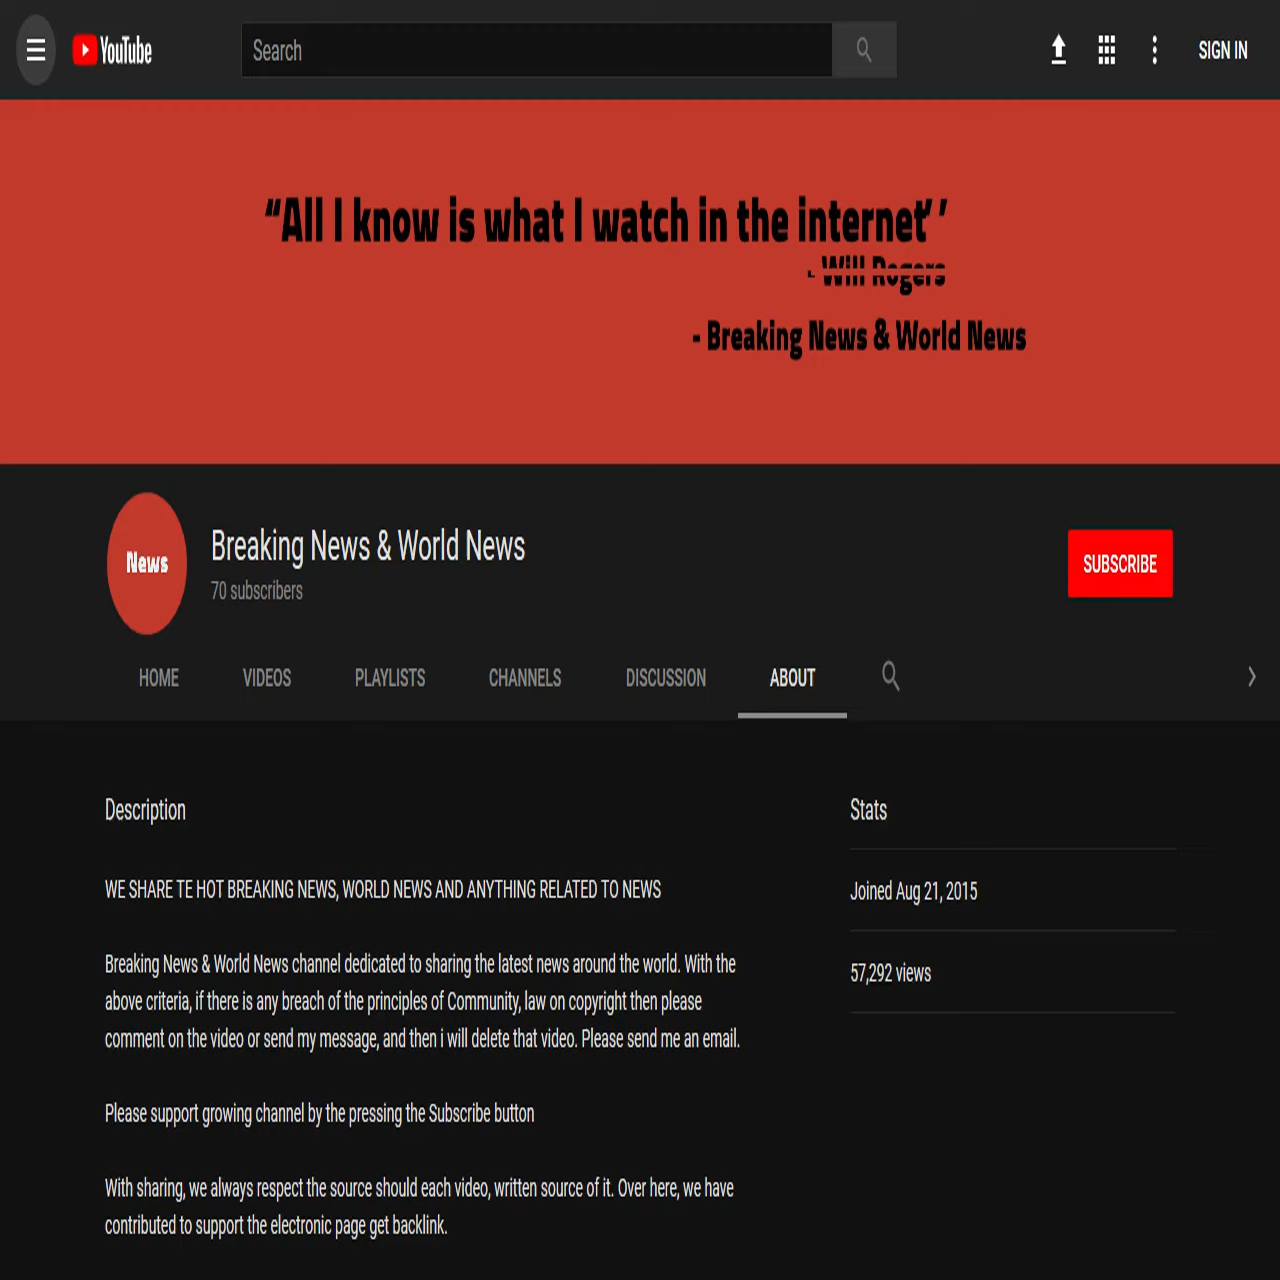 YouTube
Search
SIGN IN
“All I know is what I watch in the internet’’
- Will Rogers
- Breaking News & World News
News
Breaking News & World News
70 subscribers
SUBSCRIBE
HOME VIDEOS PLAYLISTS CHANNELS DISCUSSION ABOUT
Description
WE SHARE TE HOT BREAKING NEWS, WORLD NEWS AND ANYTHING RELATED TO NEWS
Breaking News & World News channel dedicated to sharing the latest news around the world. With the
above criteria, if there is any breach of the principles of Community, law on copyright then please
comment on the video or send my message, and then i will delete that video. Please send me an email.
Please support growing channel by the pressing the Subscribe button
With sharing, we always respect the source should each video, written source of it. Over here, we have
contributed to support the electronic page get backlink.
Stats
Joined Aug 21, 2015
57,292 views